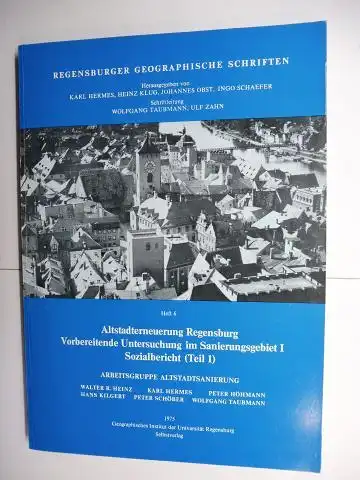 REGENSBURGER GEOGRAPHISCHE SCHRIFTEN
Herausgegeben von
KARL HERMES, HEINZ KLUG, JOHANNES OBST, INGO SCHAEFER
Schriftleitung
WOLFGANG TAUBMANN, ULF ZAHN
Heft 6
Altstadterneuerung Regensburg
Vorbereitende Untersuchung im Sanierungsgebiet I
Sozialbericht (Teil 1)
ARBEITSGRUPPE ALTSTADTSANIERUNG
WALTER R. HEINZ KARL HERMES PETER HÖHMANN
HANS KILGERT PETER SCHÖBER WOLFGANG TAUBMANN
1975
Geographisches Institut der Universität Regensburg
Selbstverlag